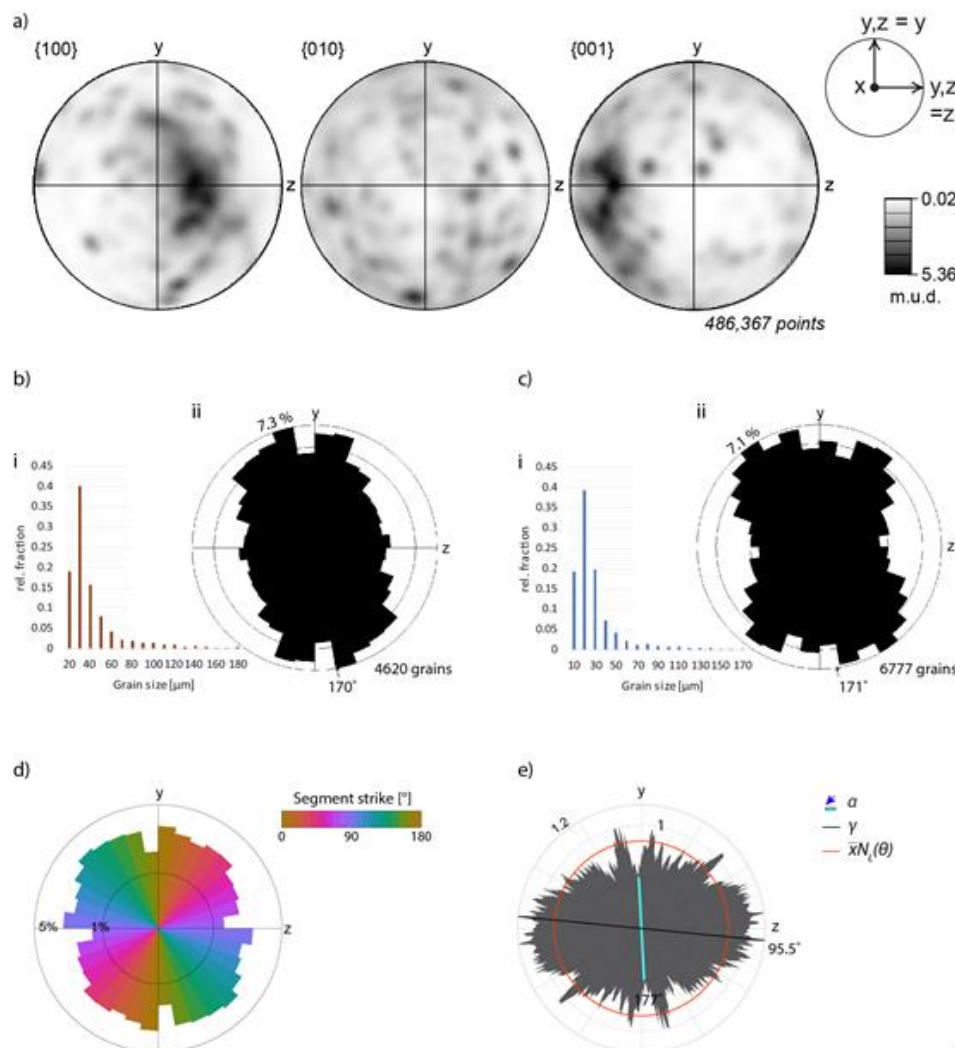 a)
{100}
y
z
{010}
y
z
{001}
y
z
y,z = y
x
y,z
=z
0.02
5.36
m.u.d.
486,367 points
b)
i
0.45
0.4
0.35
0.3
0.25
0.2
0.15
0.1
0.05
0
rel. fraction
20 40 60 80 100 120 140 160 180
Grain size [µm]
ii
7.3 %
y
z
4620 grains
170°
c)
i
0.45
0.4
0.35
0.3
0.25
0.2
0.15
0.1
0.05
0
rel. fraction
10 30 50 70 90 110 130 150 170
Grain size [µm]
ii
7.1 %
y
z
6777 grains
171°
d)
y
z
5%
1%
Segment strike [°]
0 90 180
e)
y
1.2
1
z
95.5°
177°
α
γ
x̄N_L(θ)